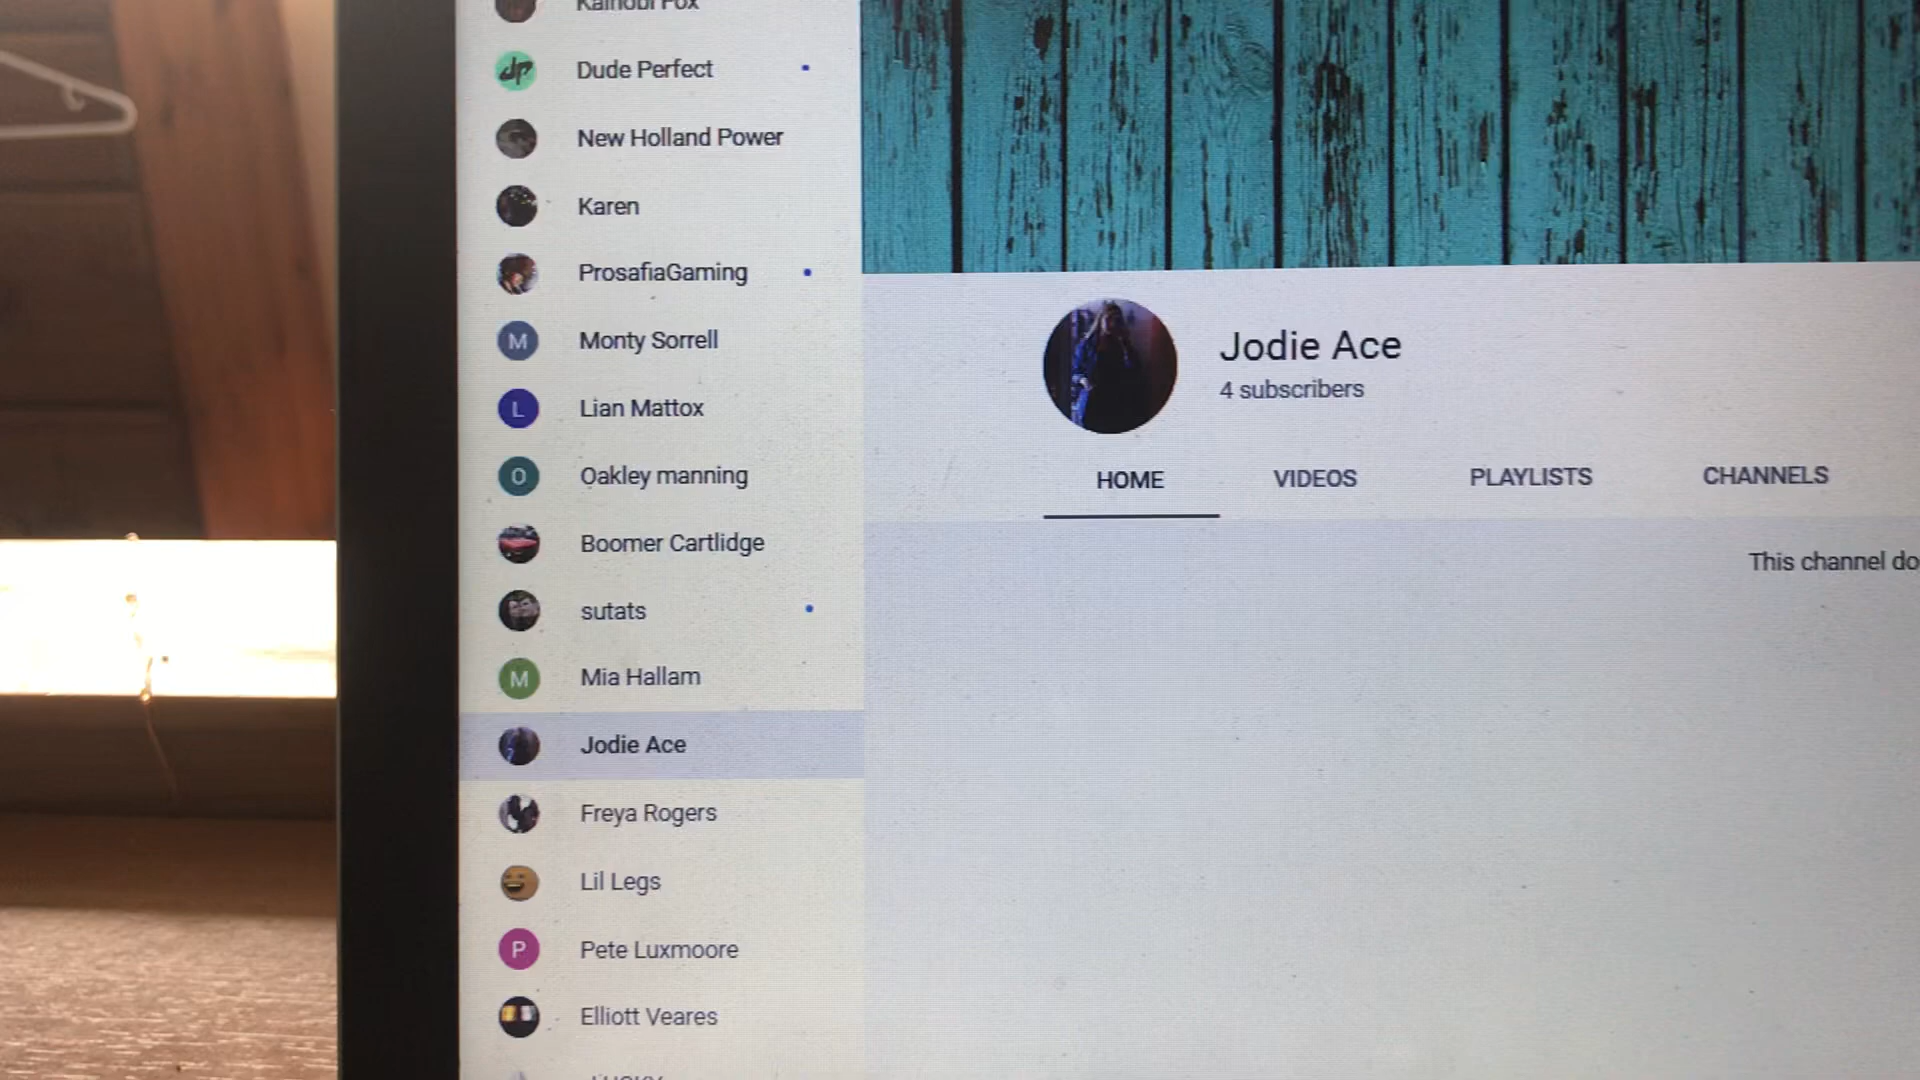 Dude Perfect
New Holland Power
Karen
ProsafiaGaming
M Monty Sorrell
L Lian Mattox
O Oakley manning
Boomer Cartlidge
sutats
M Mia Hallam
Jodie Ace
Freya Rogers
Lil Legs
P Pete Luxmoore
Elliott Veares
Jodie Ace
4 subscribers
HOME VIDEOS PLAYLISTS CHANNELS
This channel do